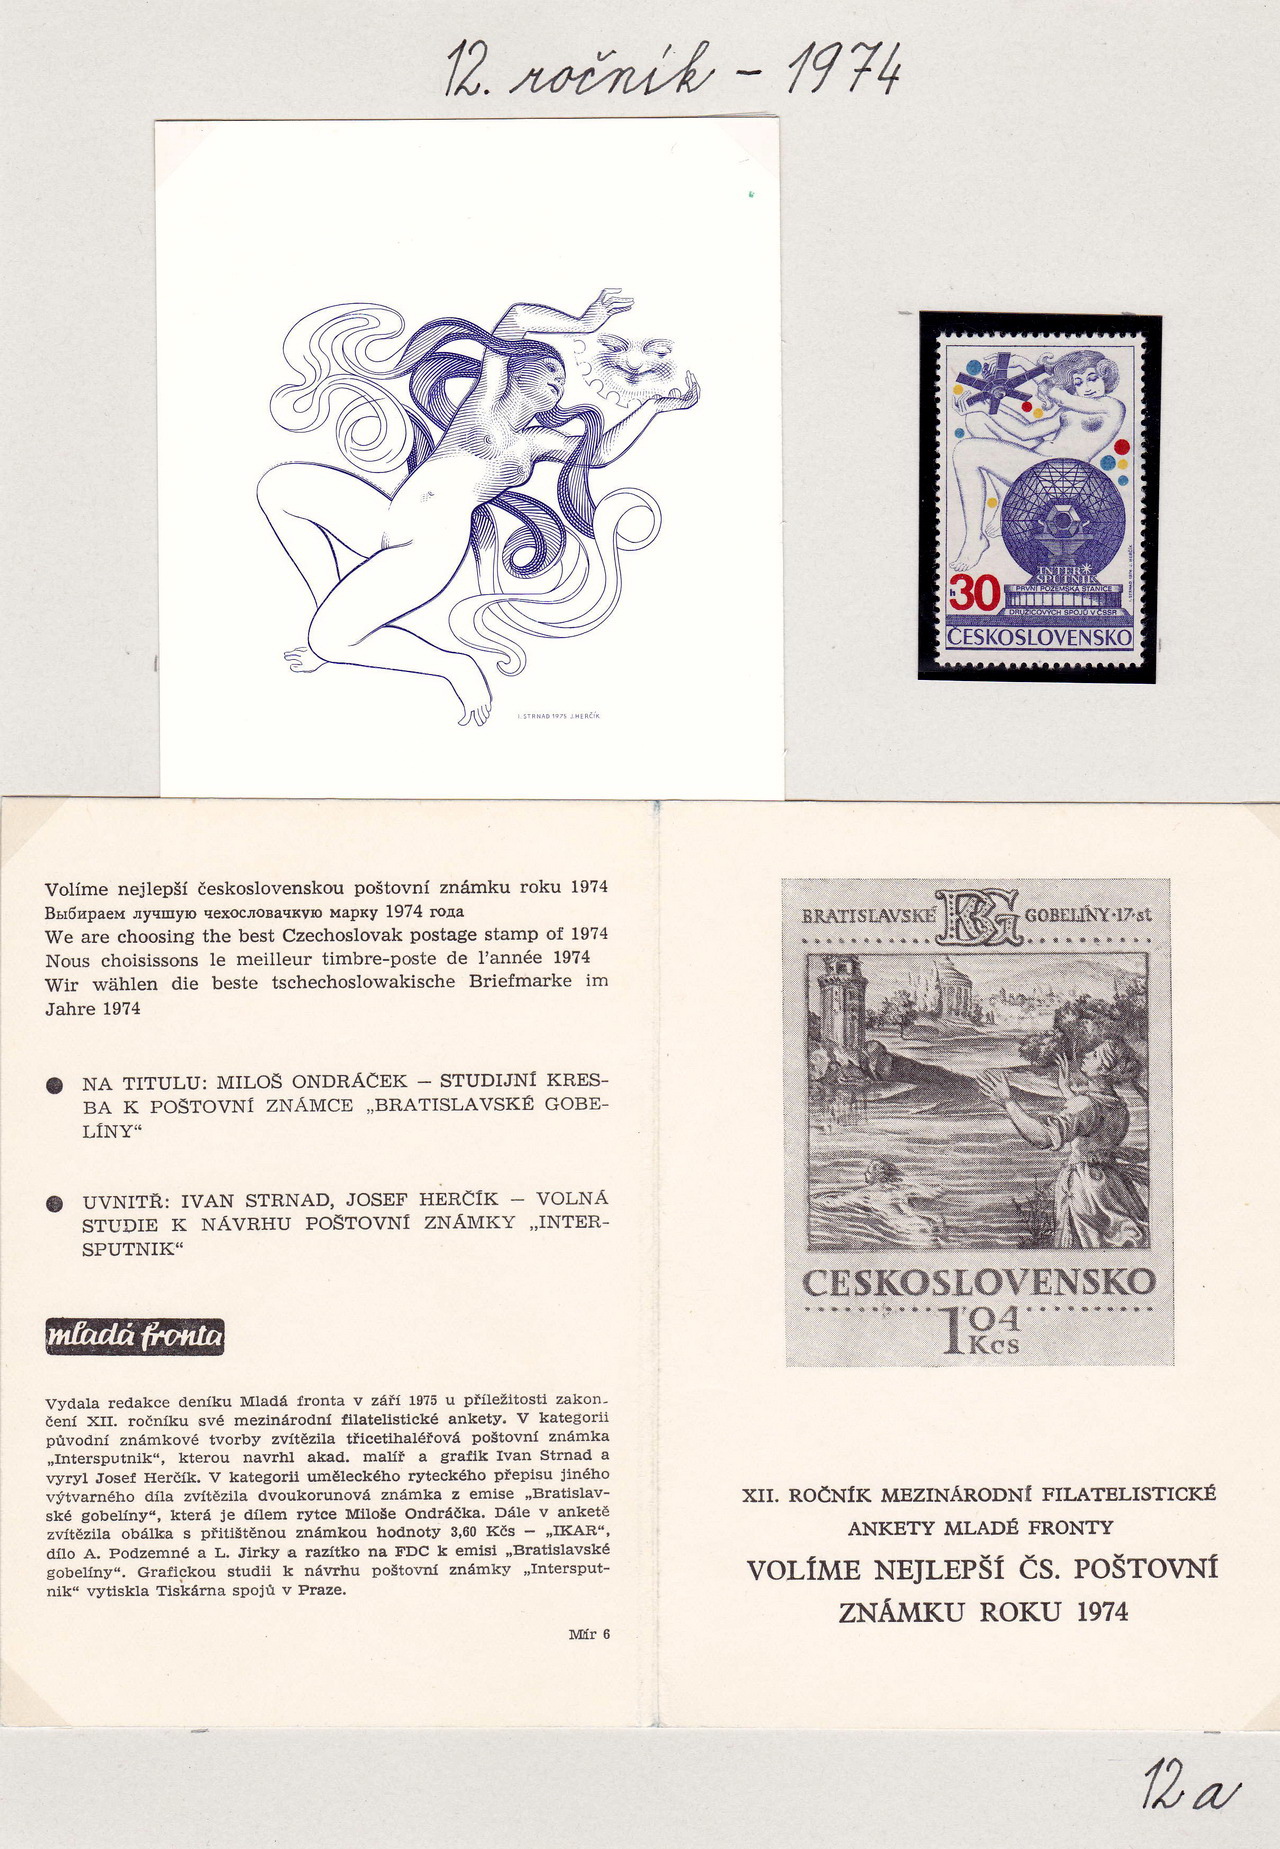 12. ročník - 1974
I. STRNAD 1975 J. HERČÍK
INTER*
SPUTNIK
PRVNÍ POZEMSKÁ STANICE
DRUŽICOVÝCH SPOJŮ V ČSSR
h 30
ČESKOSLOVENSKO
I. STRNAD 1974 J. HERČÍK
Volíme nejlepší československou poštovní známku roku 1974
Выбираем лучшую чехословачкую марку 1974 года
We are choosing the best Czechoslovak postage stamp of 1974
Nous choisissons le meilleur timbre-poste de l'année 1974
Wir wählen die beste tschechoslowakische Briefmarke im
Jahre 1974
● NA TITULU: MILOŠ ONDRÁČEK — STUDIJNÍ KRES-
BA K POŠTOVNÍ ZNÁMCE „BRATISLAVSKÉ GOBE-
LÍNY“
● UVNITŘ: IVAN STRNAD, JOSEF HERČÍK — VOLNÁ
STUDIE K NÁVRHU POŠTOVNÍ ZNÁMKY „INTER-
SPUTNIK“
mladá fronta
Vydala redakce deníku Mladá fronta v září 1975 u příležitosti zakon-
čení XII. ročníku své mezinárodní filatelistické ankety. V kategorii
původní známkové tvorby zvítězila třicetihaléřová poštovní známka
„Intersputnik“, kterou navrhl akad. malíř a grafik Ivan Strnad a
vyryl Josef Herčík. V kategorii uměleckého ryteckého přepisu jiného
výtvarného díla zvítězila dvoukorunová známka z emise „Bratislav-
ské gobelíny“, která je dílem rytce Miloše Ondráčka. Dále v anketě
zvítězila obálka s přitištěnou známkou hodnoty 3,60 Kčs — „IKAR“,
dílo A. Podzemné a L. Jirky a razítko na FDC k emisi „Bratislavské
gobelíny“. Grafickou studii k návrhu poštovní známky „Intersput-
nik“ vytiskla Tiskárna spojů v Praze.
Mír 6
BRATISLAVSKÉ BG GOBELÍNY·17·st
CESKOSLOVENSKO
1'04
Kcs
XII. ROČNÍK MEZINÁRODNÍ FILATELISTICKÉ
ANKETY MLADÉ FRONTY
VOLÍME NEJLEPŠÍ ČS. POŠTOVNÍ
ZNÁMKU ROKU 1974
12a